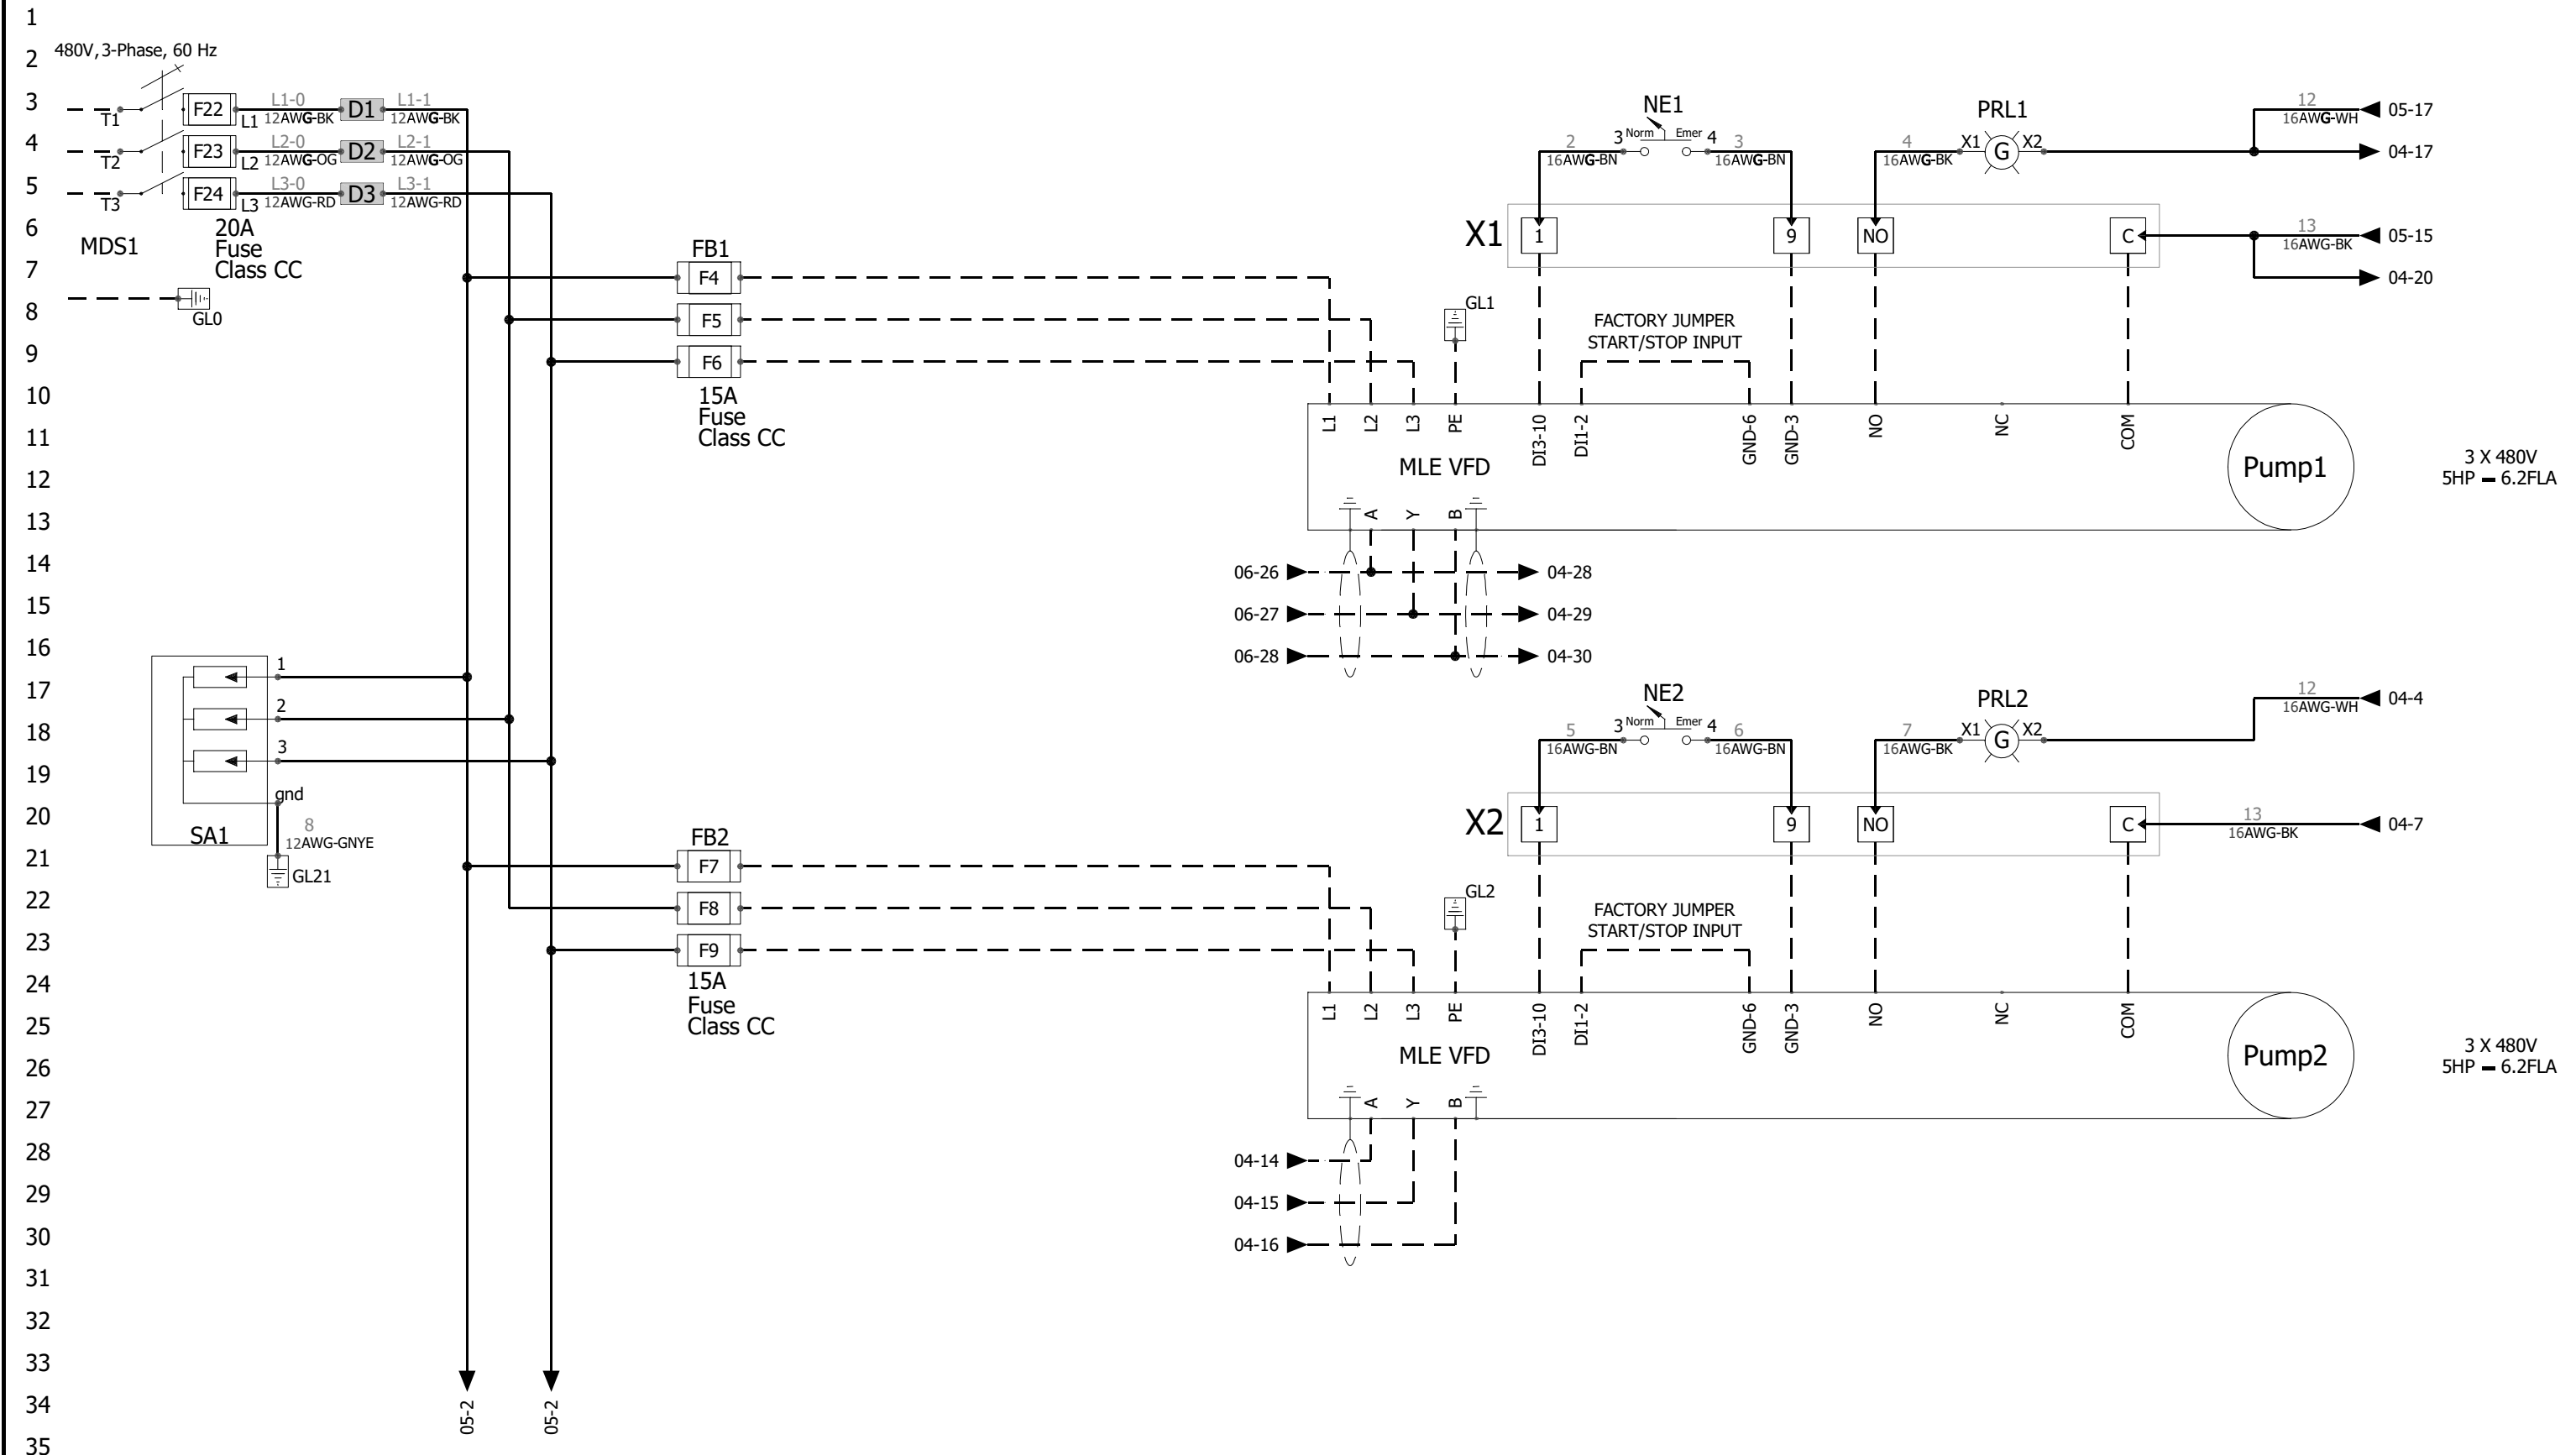 1
2 480V, 3-Phase, 60 Hz
3 T1 F22 L1 L1-0 12AWG-BK D1 L1-1 12AWG-BK
4 T2 F23 L2 L2-0 12AWG-OG D2 L2-1 12AWG-OG
5 T3 F24 L3 L3-0 12AWG-RD D3 L3-1 12AWG-RD
6
7
8
9
10
11
12
13
14
15
16
17
18
19
20
21
22
23
24
25
26
27
28
29
30
31
32
33
34
35
MDS1
20A
Fuse
Class CC
GL0
FB1
F4
F5
F6
15A
Fuse
Class CC
NE1
2 3 Norm Emer 4 3
16AWG-BN 16AWG-BN
PRL1
4 X1 G X2
16AWG-BK
12
16AWG-WH 05-17
04-17
X1 1 9 NO C
13
16AWG-BK 05-15
04-20
GL1
FACTORY JUMPER
START/STOP INPUT
L1 L2 L3 PE DI3-10 DI1-2 GND-6 GND-3 NO NC COM
MLE VFD
Pump1
3 X 480V
5HP - 6.2FLA
A Y B
06-26 04-28
06-27 04-29
06-28 04-30
1
2
3
gnd
SA1
8
12AWG-GNYE
GL21
FB2
F7
F8
F9
15A
Fuse
Class CC
NE2
5 3 Norm Emer 4 6
16AWG-BN 16AWG-BN
PRL2
7 X1 G X2
16AWG-BK
12
16AWG-WH 04-4
X2 1 9 NO C
13
16AWG-BK 04-7
GL2
FACTORY JUMPER
START/STOP INPUT
L1 L2 L3 PE DI3-10 DI1-2 GND-6 GND-3 NO NC COM
MLE VFD
Pump2
3 X 480V
5HP - 6.2FLA
A Y B
04-14
04-15
04-16
05-2 05-2